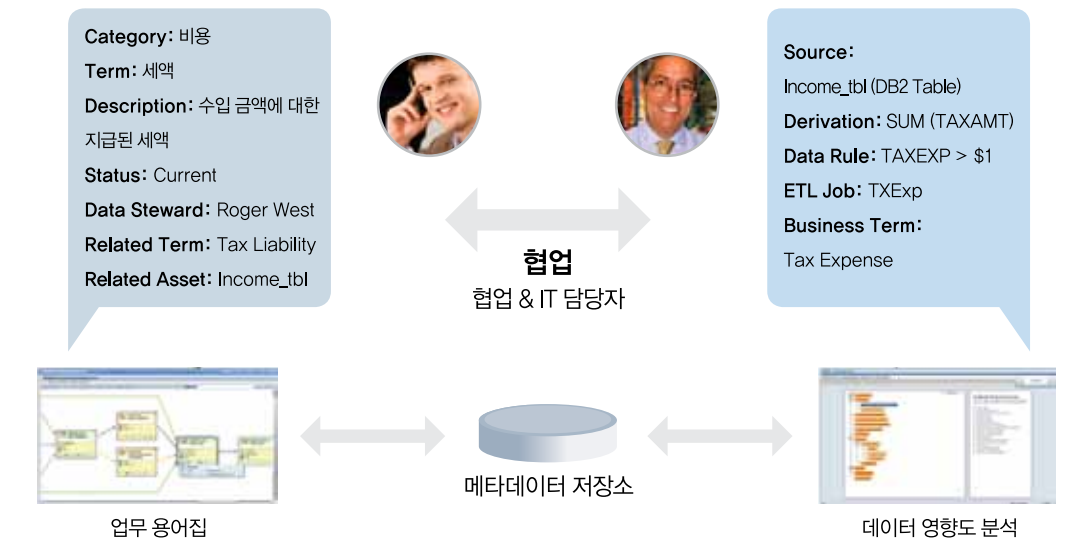 Category: 비용
Term: 세액
Description: 수입 금액에 대한
지급된 세액
Status: Current
Data Steward: Roger West
Related Term: Tax Liability
Related Asset: Income_tbl
Source:
Income_tbl (DB2 Table)
Derivation: SUM (TAXAMT)
Data Rule: TAXEXP > $1
ETL Job: TXExp
Business Term:
Tax Expense
협업
협업 & IT 담당자
메타데이터 저장소
업무 용어집
데이터 영향도 분석